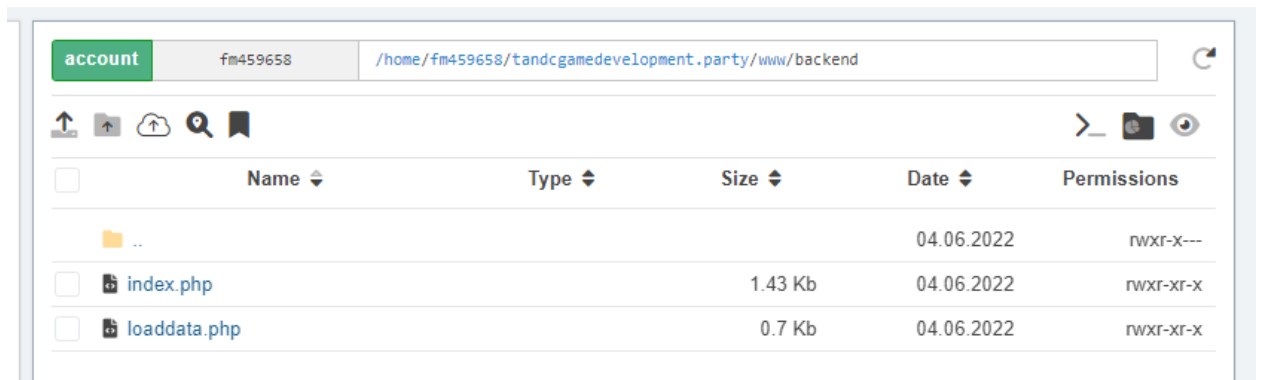 account fm459658 /home/fm459658/tandcgamedevelopment.party/www/backend
Name Type Size Date Permissions
.. 04.06.2022 rwxr-x---
index.php 1.43 Kb 04.06.2022 rwxr-xr-x
loaddata.php 0.7 Kb 04.06.2022 rwxr-xr-x